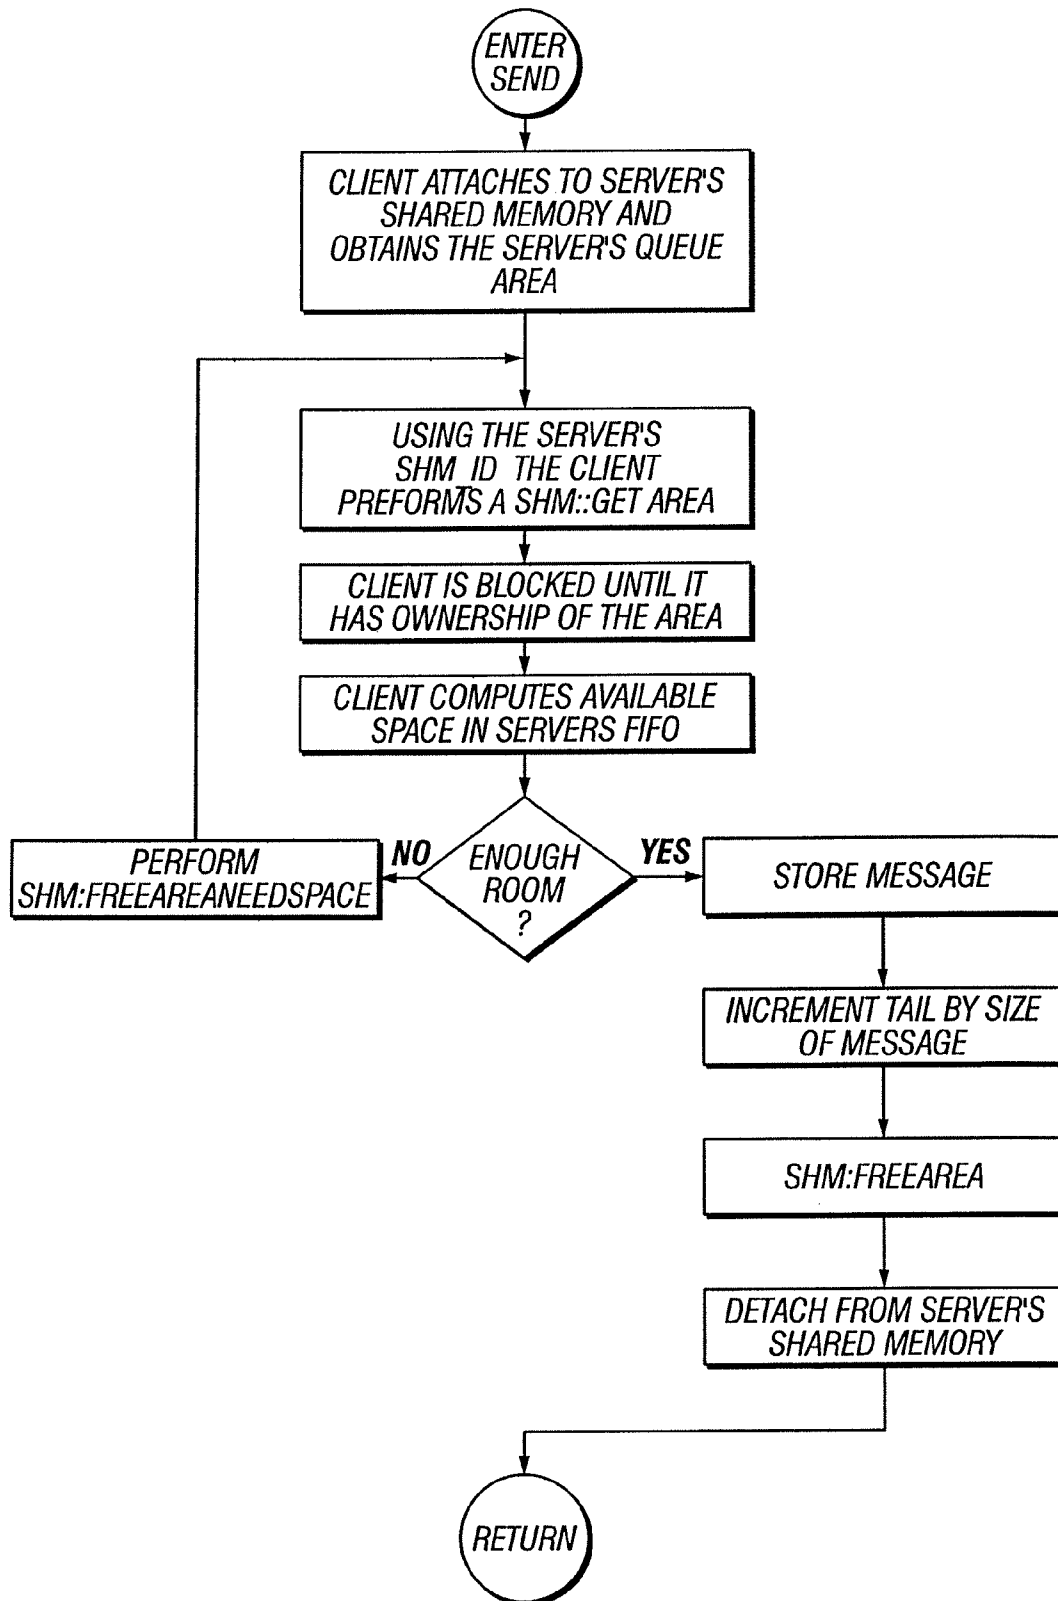 ENTER
SEND
CLIENT ATTACHES TO SERVER'S
SHARED MEMORY AND
OBTAINS THE SERVER'S QUEUE
AREA
USING THE SERVER'S
SHM_ID THE CLIENT
PREFORMS A SHM::GET AREA
CLIENT IS BLOCKED UNTIL IT
HAS OWNERSHIP OF THE AREA
CLIENT COMPUTES AVAILABLE
SPACE IN SERVERS FIFO
ENOUGH
ROOM
?
NO
PERFORM
SHM:FREEAREANEEDSPACE
YES
STORE MESSAGE
INCREMENT TAIL BY SIZE
OF MESSAGE
SHM:FREEAREA
DETACH FROM SERVER'S
SHARED MEMORY
RETURN